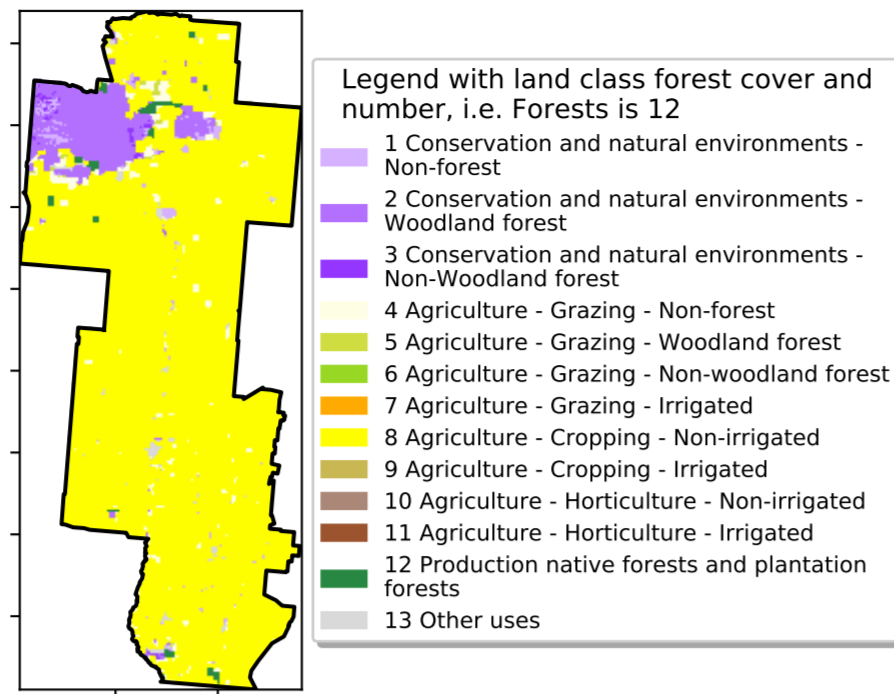 Legend with land class forest cover and
number, i.e. Forests is 12
1 Conservation and natural environments -
Non-forest
2 Conservation and natural environments -
Woodland forest
3 Conservation and natural environments -
Non-Woodland forest
4 Agriculture - Grazing - Non-forest
5 Agriculture - Grazing - Woodland forest
6 Agriculture - Grazing - Non-woodland forest
7 Agriculture - Grazing - Irrigated
8 Agriculture - Cropping - Non-irrigated
9 Agriculture - Cropping - Irrigated
10 Agriculture - Horticulture - Non-irrigated
11 Agriculture - Horticulture - Irrigated
12 Production native forests and plantation
forests
13 Other uses